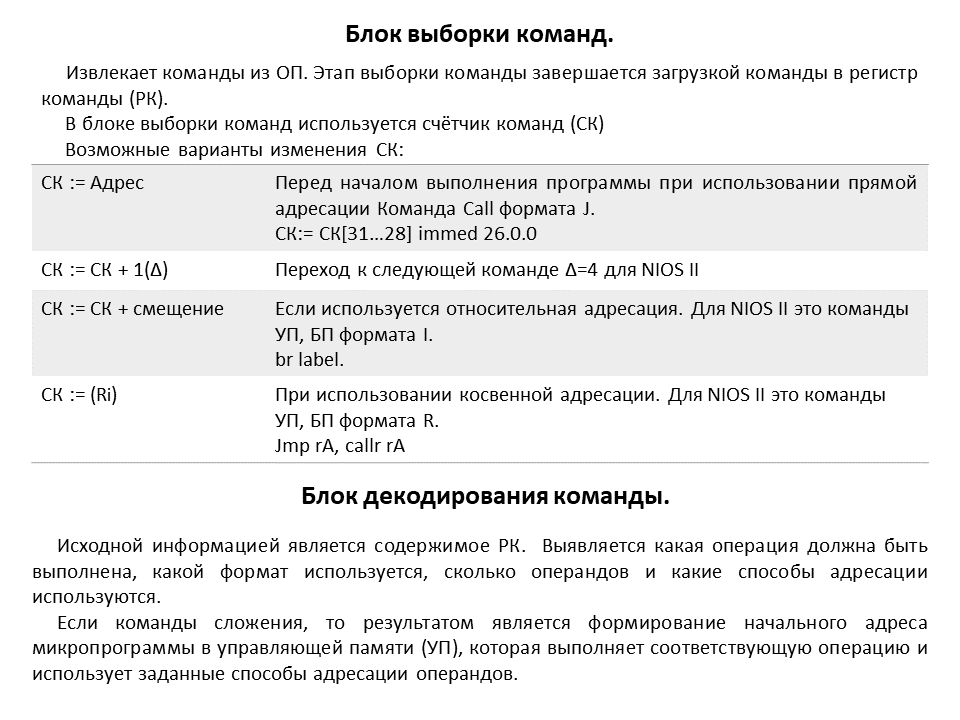 Блок выборки команд.
Извлекает команды из ОП. Этап выборки команды завершается загрузкой команды в регистр
команды (РК).
В блоке выборки команд используется счётчик команд (СК)
Возможные варианты изменения СК:
СК := Адрес
Перед началом выполнения программы при использовании прямой
адресации Команда Call формата J.
СК:= СК[31...28] immed 26.0.0
СК := СК + 1(Δ)
Переход к следующей команде Δ=4 для NIOS II
СК := СК + смещение
Если используется относительная адресация. Для NIOS II это команды
УП, БП формата I.
br label.
СК := (Ri)
При использовании косвенной адресации. Для NIOS II это команды
УП, БП формата R.
Jmp rA, callr rA
Блок декодирования команды.
Исходной информацией является содержимое РК. Выявляется какая операция должна быть
выполнена, какой формат используется, сколько операндов и какие способы адресации
используются.
Если команды сложения, то результатом является формирование начального адреса
микропрограммы в управляющей памяти (УП), которая выполняет соответствующую операцию и
использует заданные способы адресации операндов.